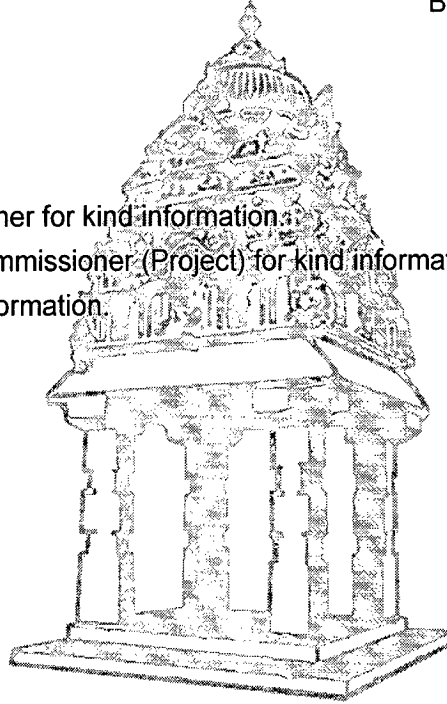 B
ner for kind information.
mmissioner (Project) for kind informat
ormation.